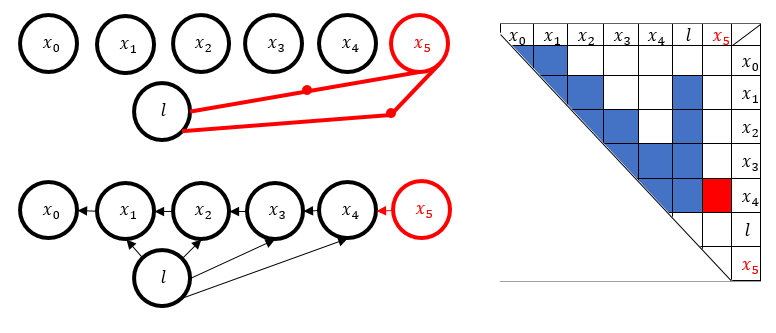 x₀ x₁ x₂ x₃ x₄ x₅
l
x₀ x₁ x₂ x₃ x₄ x₅
l
x₀ x₁ x₂ x₃ x₄ l x₅
x₀
x₁
x₂
x₃
x₄
l
x₅